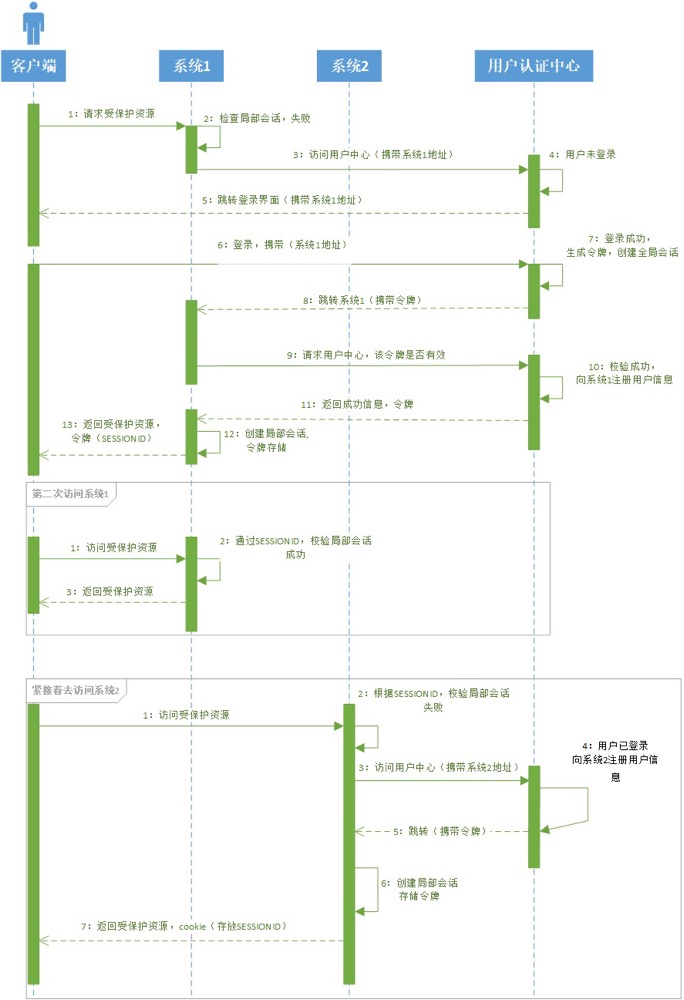 客户端
系统1
系统2
用户认证中心
1：请求受保护资源
2：检查局部会话，失败
3：访问用户中心（携带系统1地址）
4：用户未登录
5：跳转登录界面（携带系统1地址）
6：登录，携带（系统1地址）
7：登录成功，
生成令牌，创建全局会话
8：跳转系统1（携带令牌）
9：请求用户中心，该令牌是否有效
10：校验成功，
向系统1注册用户信息
11：返回成功信息，令牌
12：创建局部会话,
令牌存储
13：返回受保护资源，
令牌（SESSIONID）
第二次访问系统1
1：访问受保护资源
2：通过SESSIONID，校验局部会话
成功
3：返回受保护资源
紧接着去访问系统2
1：访问受保护资源
2：根据SESSIONID，校验局部会话
失败
3：访问用户中心（携带系统2地址）
4：用户已登录
向系统2注册用户信
息
5：跳转（携带令牌）
6：创建局部会话
存储令牌
7：返回受保护资源，cookie（存放SESSIONID）